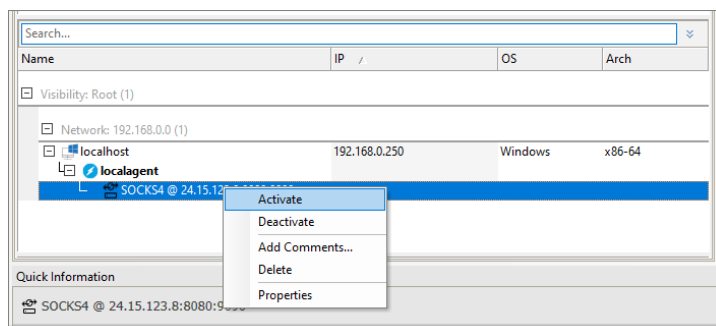 Search...
Name IP OS Arch
Visibility: Root (1)
Network: 192.168.0.0 (1)
localhost 192.168.0.250 Windows x86-64
localagent
SOCKS4 @ 24.15.12
Activate
Deactivate
Add Comments...
Delete
Properties
Quick Information
SOCKS4 @ 24.15.123.8:8080:9090